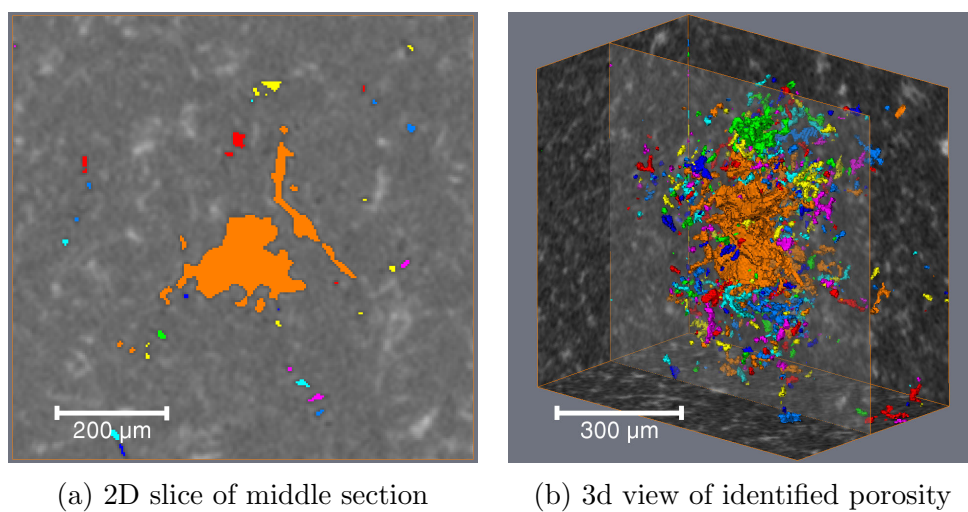 200 μm
300 μm
(a) 2D slice of middle section
(b) 3d view of identified porosity